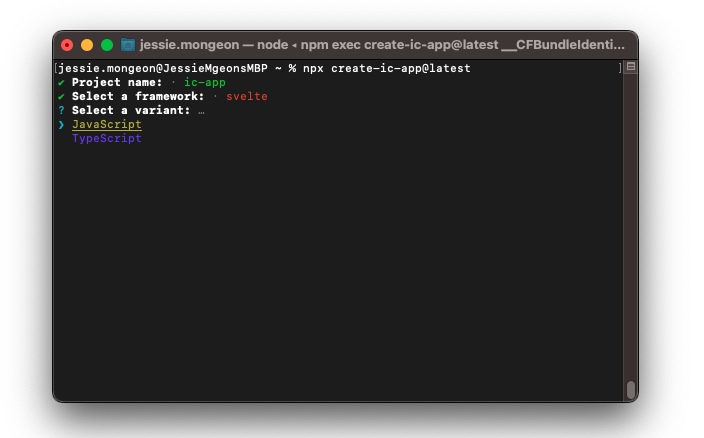 jessie.mongeon — node ◂ npm exec create-ic-app@latest __CFBundleIdenti...
[jessie.mongeon@JessieMgeonsMBP ~ % npx create-ic-app@latest ]
✔ Project name: · ic-app
✔ Select a framework: · svelte
? Select a variant: …
❯ JavaScript
TypeScript